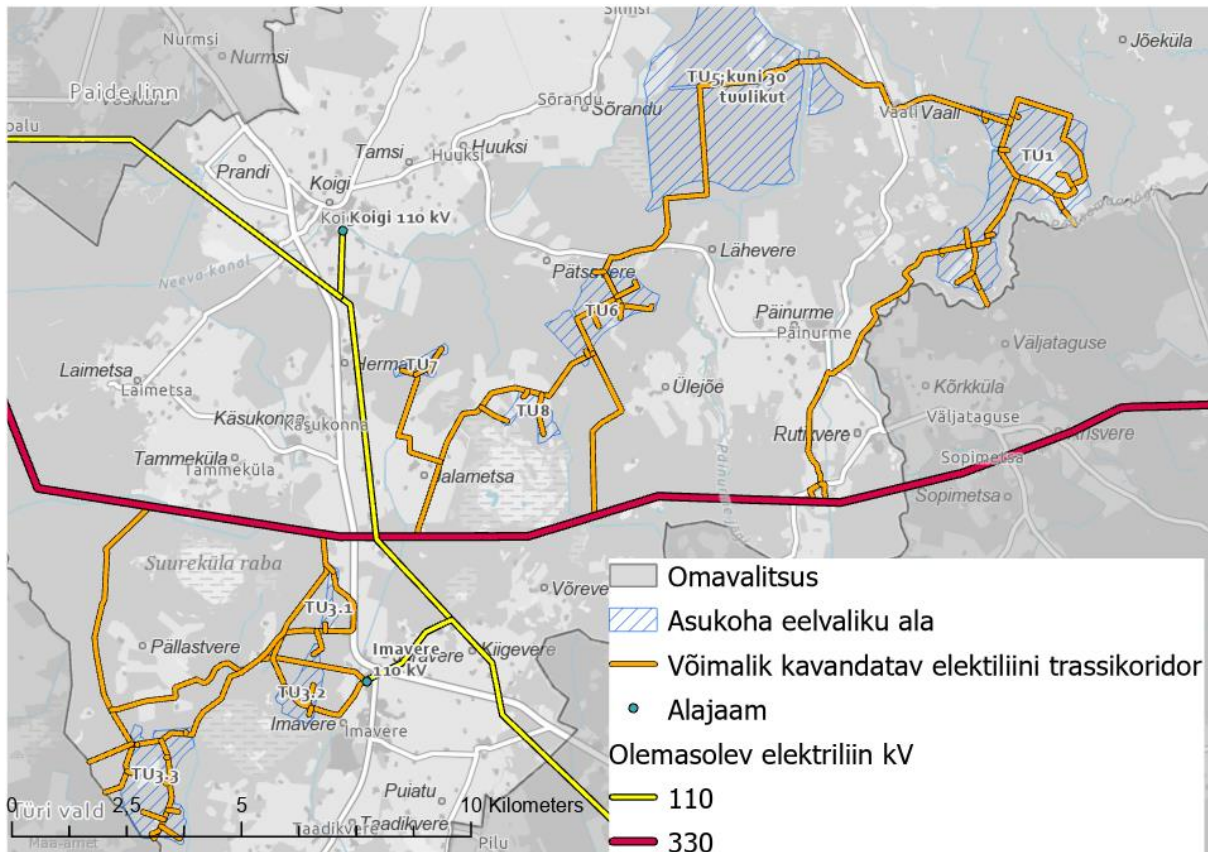 Nurmsi
Nurmsi
Sõrandu
Sõrandu
TU5; kuni 30
tuulikut
Jõeküla
Paide linn
Vaali
Vaali
Tamsi
Huuksi
Huuksi
TU1
Prandi
Koigi
Koigi 110 kV
Neeva kanal
Pätsavere
Lähevere
TU6
Päinurme
Päinurme
Väljataguse
TU7
Laimetsa
Laimetsa
Ülejõe
Kõrkküla
Käsukonna
Käsukonna
TU8
Rutikvere
Väljataguse
Tammeküla
Tammeküla
Sopimetsa
Sopimetsa
Päinurme jõgi
Suureküla raba
TU3.1
Pällastvere
Imavere
110 kV
Kiigevere
TU3.2
Imavere
Imavere
TU3.3
Türi vald
Puiatu
Taadikvere
Taadikvere
Pilu
Maa-amet
0 2,5 5 10 Kilometers
Omavalitsus
Asukoha eelvaliku ala
Võimalik kavandatav elektiliini trassikoridor
Alajaam
Olemasolev elektriliin kV
110
330